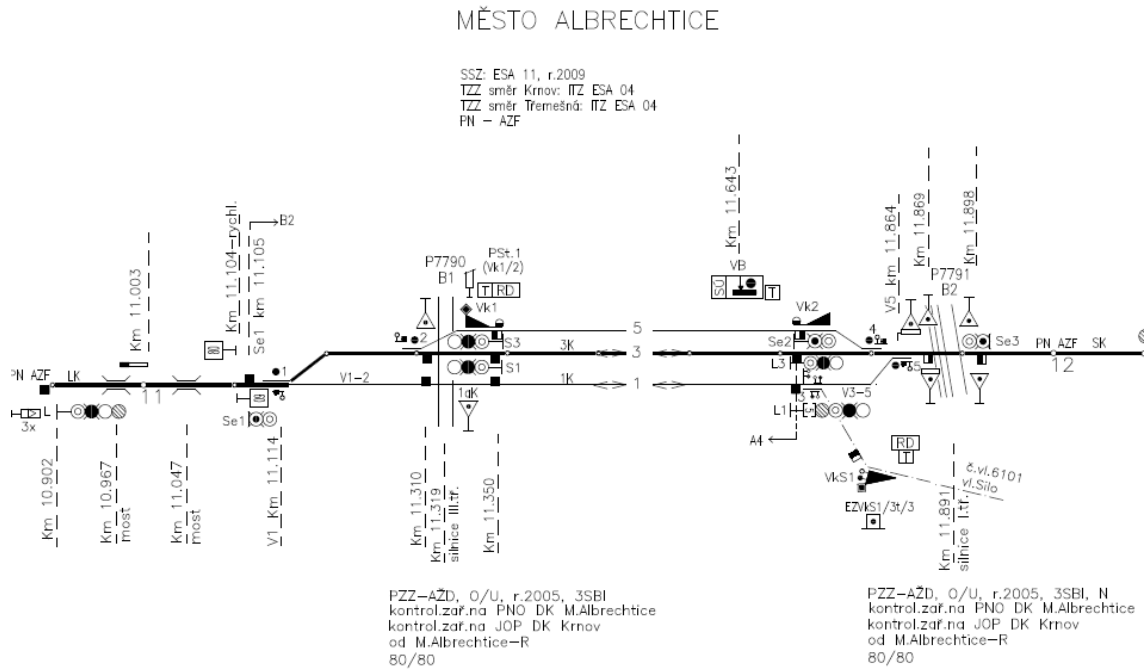 MĚSTO ALBRECHTICE
SSZ: ESA 11, r.2009
TZZ směr Krnov: ITZ ESA 04
TZZ směr Třemešná: ITZ ESA 04
PN – AZF
Km 11.003
Km 11.104–rychl.
Se1 km 11.105
B2
P7790
B1
PSt.1
(Vk1/2)
T RD
Vk1
Km 11.643
VB
SÚ
T
Vk2
V5 km 11.864
Km 11.869
Km 11.898
P7791
B2
PN AZF LK
11
1
2
S3
3K
5
3
Se2
4
Se3
PN AZF SK
12
V1–2
S1
1K
1
L3
5
3x
L
Se1
1aK
3
V3–5
L1
A4
RD
T
Km 10.902
Km 10.967
most
Km 11.047
most
V1 Km 11.114
Km 11.310
Km 11.319
silnice III.tř.
Km 11.350
VkS1
EZVkS1/3t/3
č.vl.6101
vl.Silo
Km 11.891
silnice I.tř.
PZZ–AŽD, O/U, r.2005, 3SBI
kontrol.zař.na PNO DK M.Albrechtice
kontrol.zař.na JOP DK Krnov
od M.Albrechtice–R
80/80
PZZ–AŽD, O/U, r.2005, 3SBI, N
kontrol.zař.na PNO DK M.Albrechtice
kontrol.zař.na JOP DK Krnov
od M.Albrechtice–R
80/80